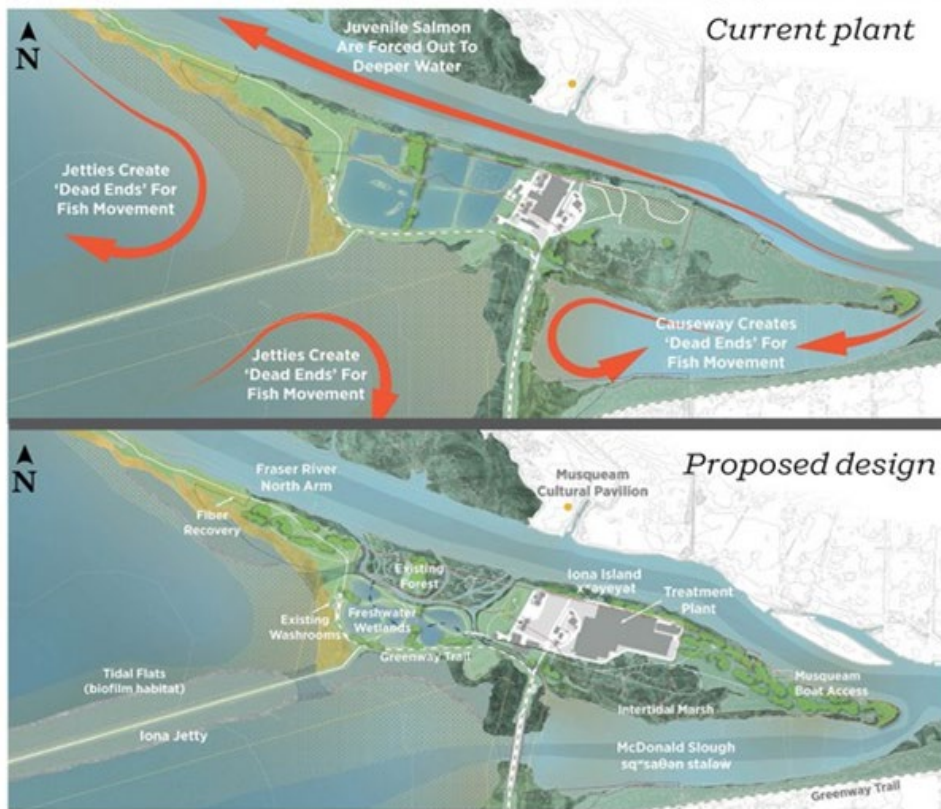 N
Juvenile Salmon
Are Forced Out To
Deeper Water
Current plant
Jetties Create
‘Dead Ends’ For
Fish Movement
Jetties Create
‘Dead Ends’ For
Fish Movement
Causeway Creates
‘Dead Ends’ For
Fish Movement
N
Proposed design
Fraser River
North Arm
Musqueam
Cultural Pavilion
Fiber
Recovery
Existing
Forest
Iona Island
xʷəyeyət
Treatment
Plant
Existing
Washrooms
Freshwater
Wetlands
Greenway Trail
Tidal Flats
(biofilm habitat)
Musqueam
Boat Access
Intertidal Marsh
Iona Jetty
McDonald Slough
sqʷsaθən staləw̓
Greenway Trail